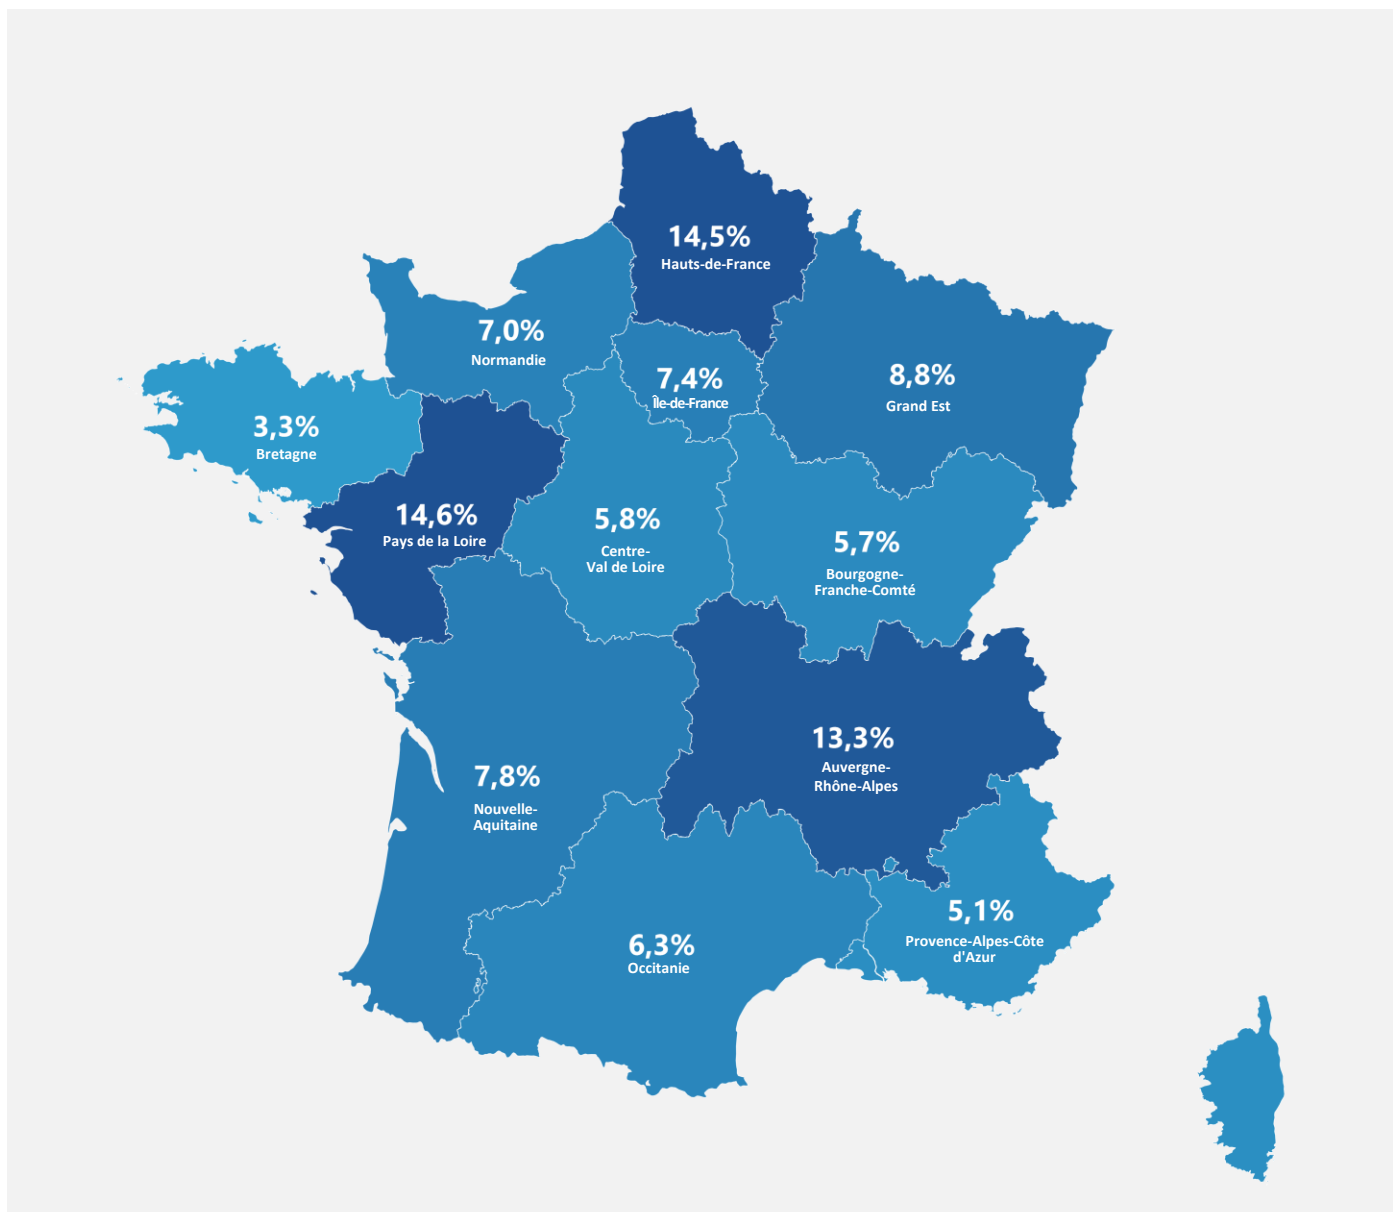 14,5%
Hauts-de-France
7,0%
Normandie
7,4%
Île-de-France
8,8%
Grand Est
3,3%
Bretagne
14,6%
Pays de la Loire
5,8%
Centre-
Val de Loire
5,7%
Bourgogne-
Franche-Comté
13,3%
Auvergne-
Rhône-Alpes
7,8%
Nouvelle-
Aquitaine
5,1%
Provence-Alpes-Côte
d'Azur
6,3%
Occitanie